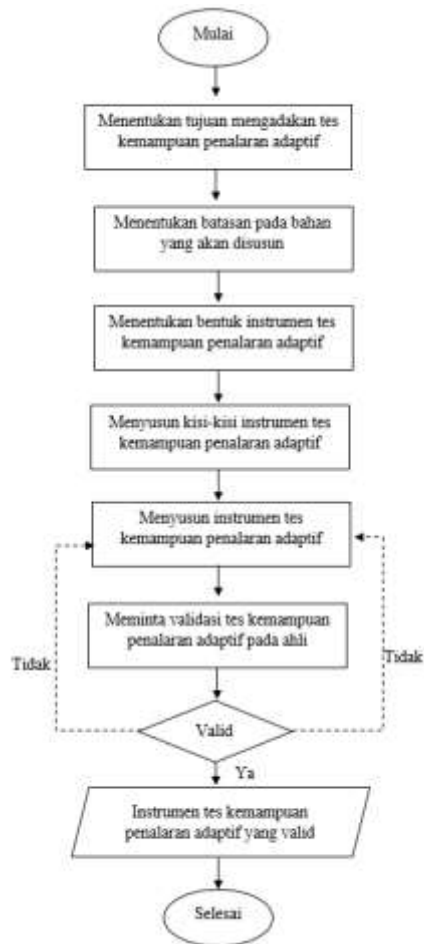 Mulai
Menentukan tujuan mengadakan tes
kemampuan penalaran adaptif
Menentukan batasan pada bahan
yang akan disusun
Menentukan bentuk instrumen tes
kemampuan penalaran adaptif
Menyusun kisi-kisi instrumen tes
kemampuan penalaran adaptif
Menyusun instrumen tes
kemampuan penalaran adaptif
Meminta validasi tes kemampuan
penalaran adaptif pada ahli
Tidak
Tidak
Valid
Ya
Instrumen tes kemampuan
penalaran adaptif yang valid
Selesai